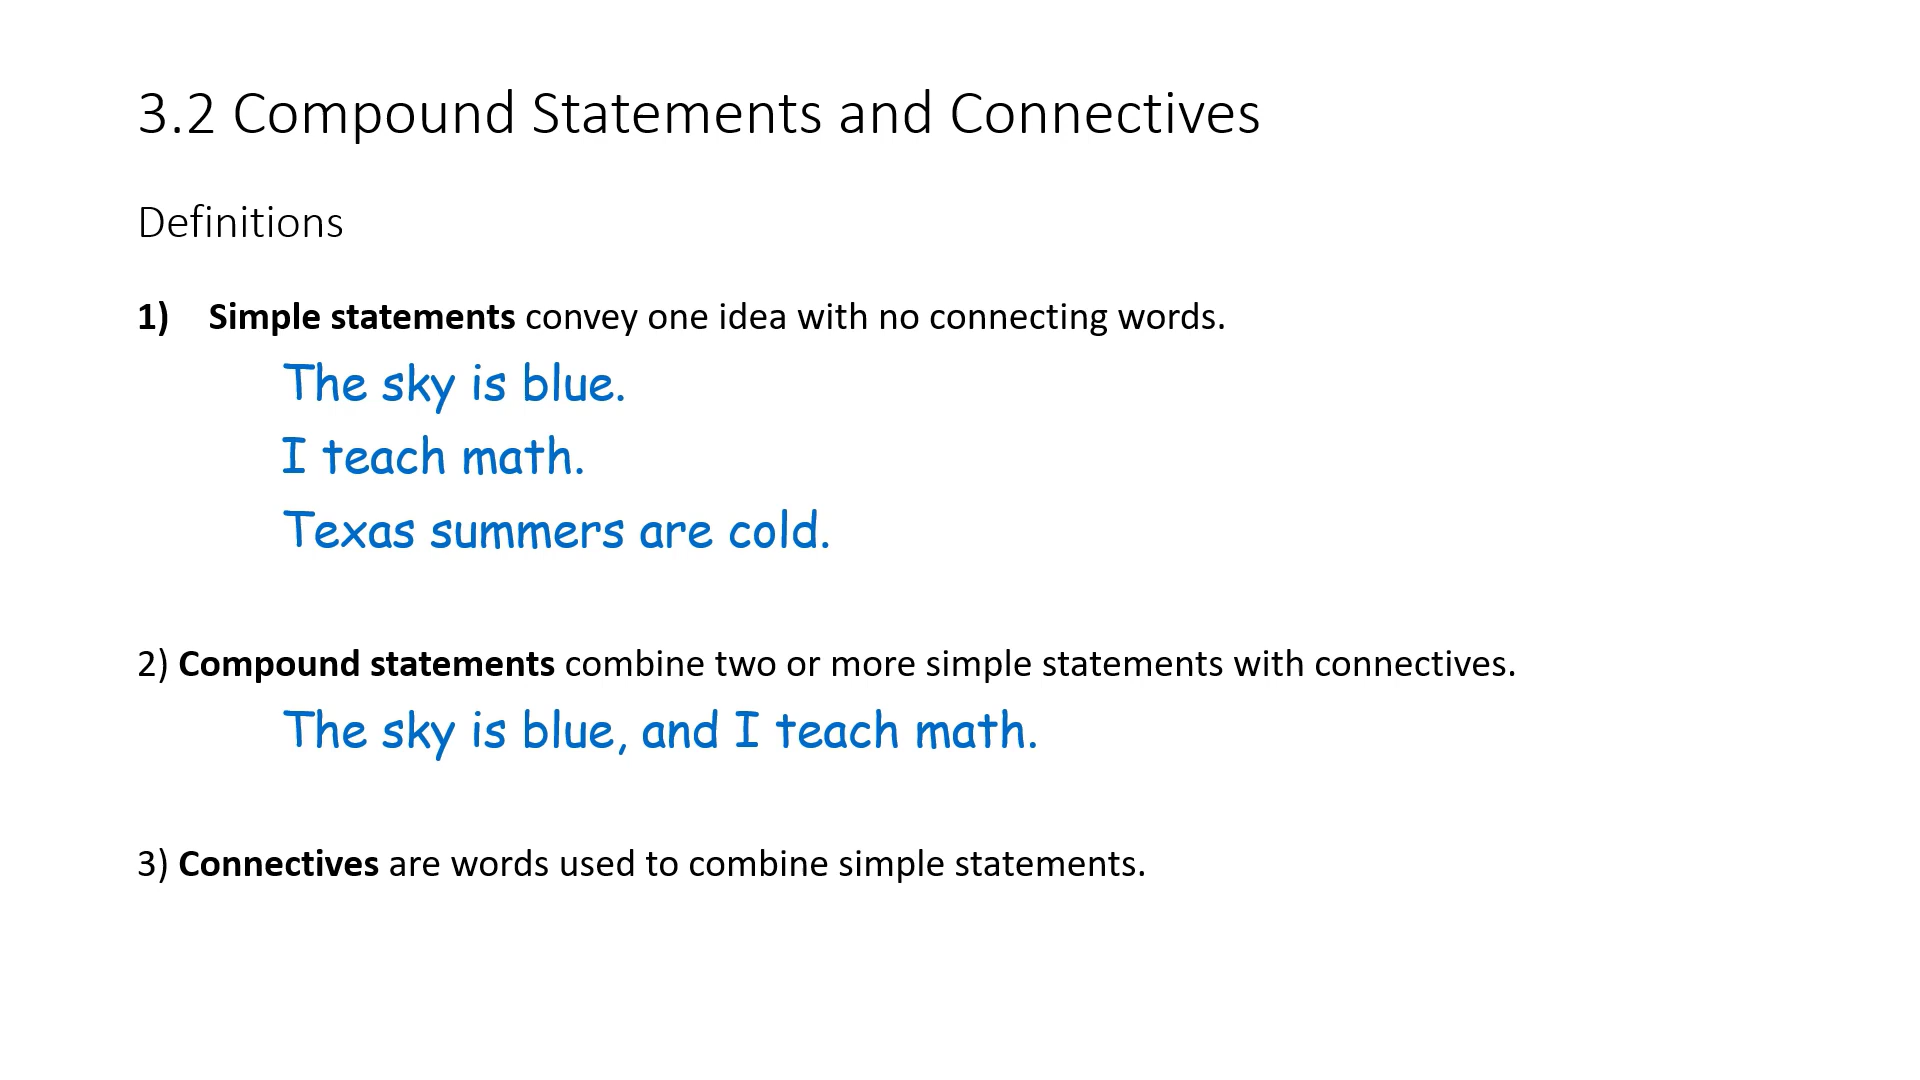 3.2 Compound Statements and Connectives
Definitions
1) Simple statements convey one idea with no connecting words.
The sky is blue.
I teach math.
Texas summers are cold.
2) Compound statements combine two or more simple statements with connectives.
The sky is blue, and I teach math.
3) Connectives are words used to combine simple statements.